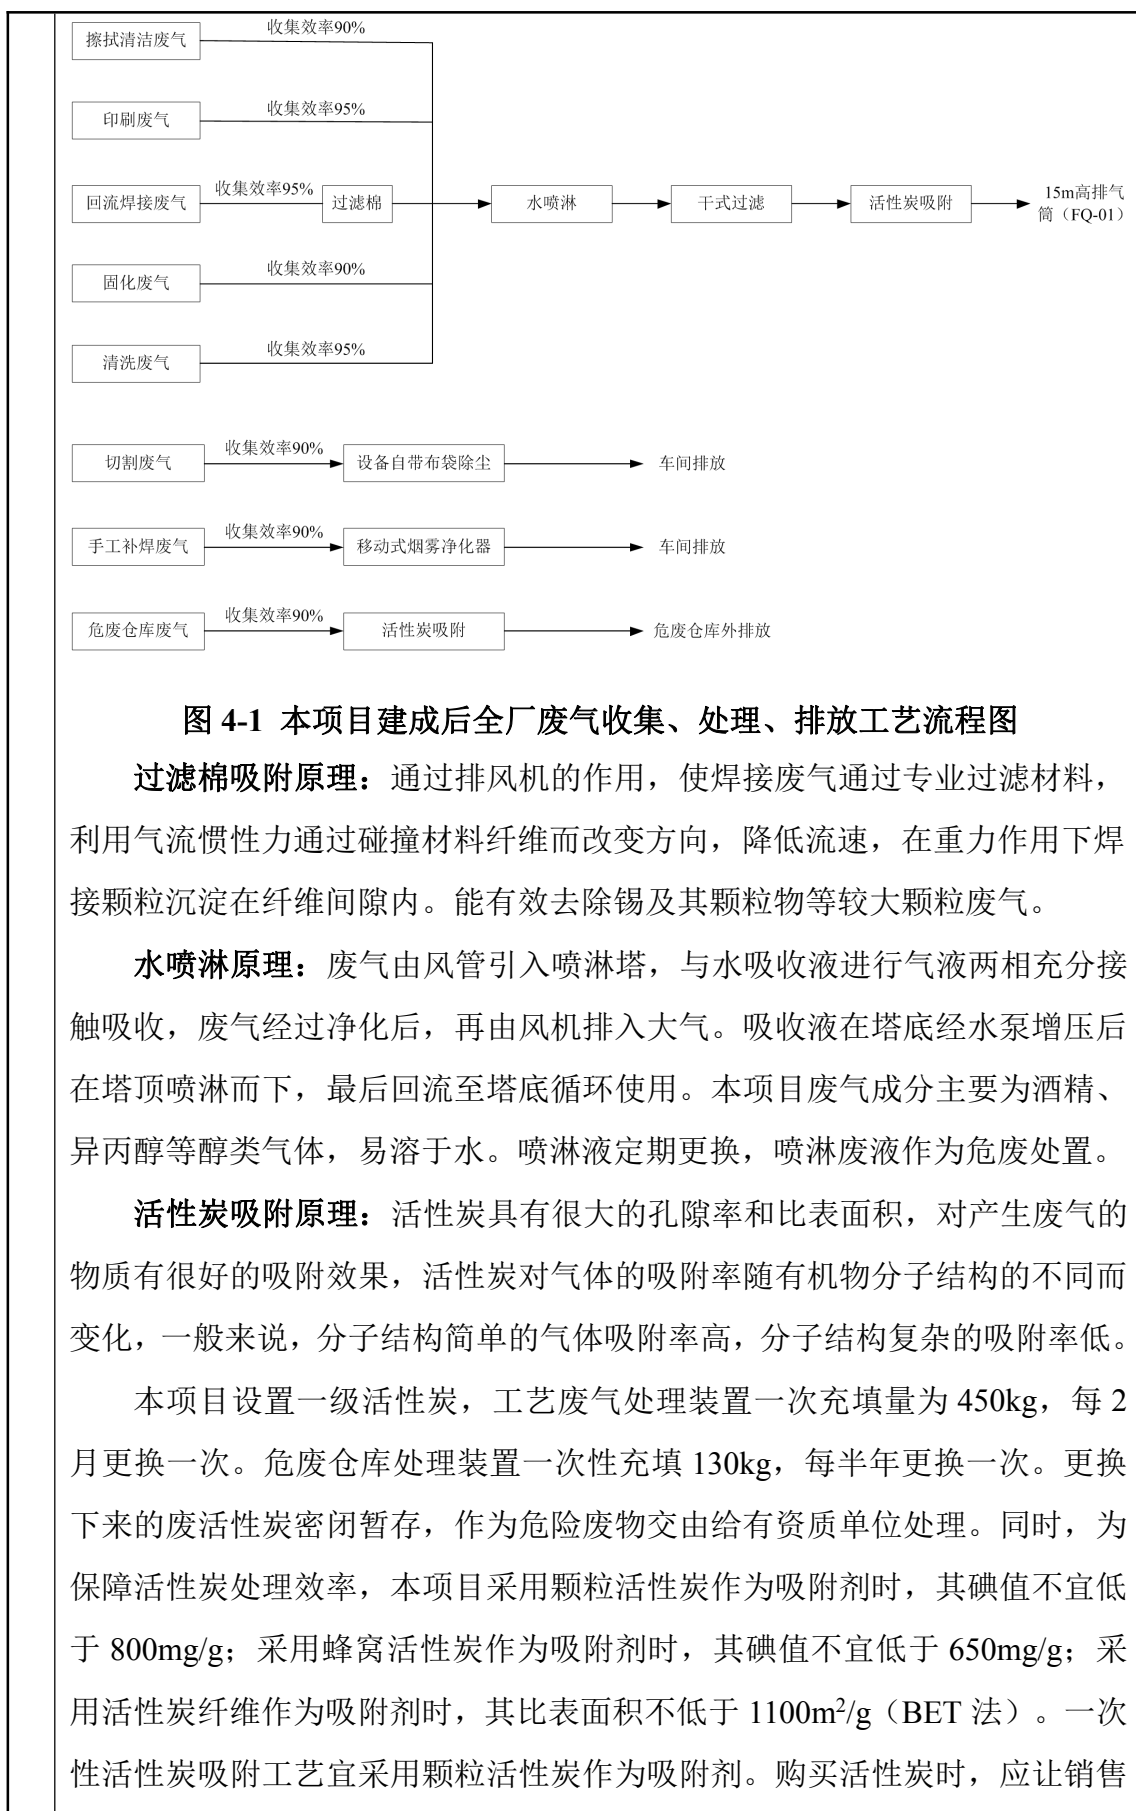 擦拭清洁废气 收集效率90%
印刷废气 收集效率95%
回流焊接废气 收集效率95% 过滤棉 水喷淋 干式过滤 活性炭吸附 15m高排气
筒（FQ-01）
固化废气 收集效率90%
清洗废气 收集效率95%
切割废气 收集效率90% 设备自带布袋除尘 车间排放
手工补焊废气 收集效率90% 移动式烟雾净化器 车间排放
危废仓库废气 收集效率90% 活性炭吸附 危废仓库外排放
图 4-1 本项目建成后全厂废气收集、处理、排放工艺流程图
过滤棉吸附原理：通过排风机的作用，使焊接废气通过专业过滤材料，
利用气流惯性力通过碰撞材料纤维而改变方向，降低流速，在重力作用下焊
接颗粒沉淀在纤维间隙内。能有效去除锡及其颗粒物等较大颗粒废气。
水喷淋原理：废气由风管引入喷淋塔，与水吸收液进行气液两相充分接
触吸收，废气经过净化后，再由风机排入大气。吸收液在塔底经水泵增压后
在塔顶喷淋而下，最后回流至塔底循环使用。本项目废气成分主要为酒精、
异丙醇等醇类气体，易溶于水。喷淋液定期更换，喷淋废液作为危废处置。
活性炭吸附原理：活性炭具有很大的孔隙率和比表面积，对产生废气的
物质有很好的吸附效果，活性炭对气体的吸附率随有机物分子结构的不同而
变化，一般来说，分子结构简单的气体吸附率高，分子结构复杂的吸附率低。
本项目设置一级活性炭，工艺废气处理装置一次充填量为 450kg，每 2
月更换一次。危废仓库处理装置一次性充填 130kg，每半年更换一次。更换
下来的废活性炭密闭暂存，作为危险废物交由给有资质单位处理。同时，为
保障活性炭处理效率，本项目采用颗粒活性炭作为吸附剂时，其碘值不宜低
于 800mg/g；采用蜂窝活性炭作为吸附剂时，其碘值不宜低于 650mg/g；采
用活性炭纤维作为吸附剂时，其比表面积不低于 1100m²/g（BET 法）。一次
性活性炭吸附工艺宜采用颗粒活性炭作为吸附剂。购买活性炭时，应让销售